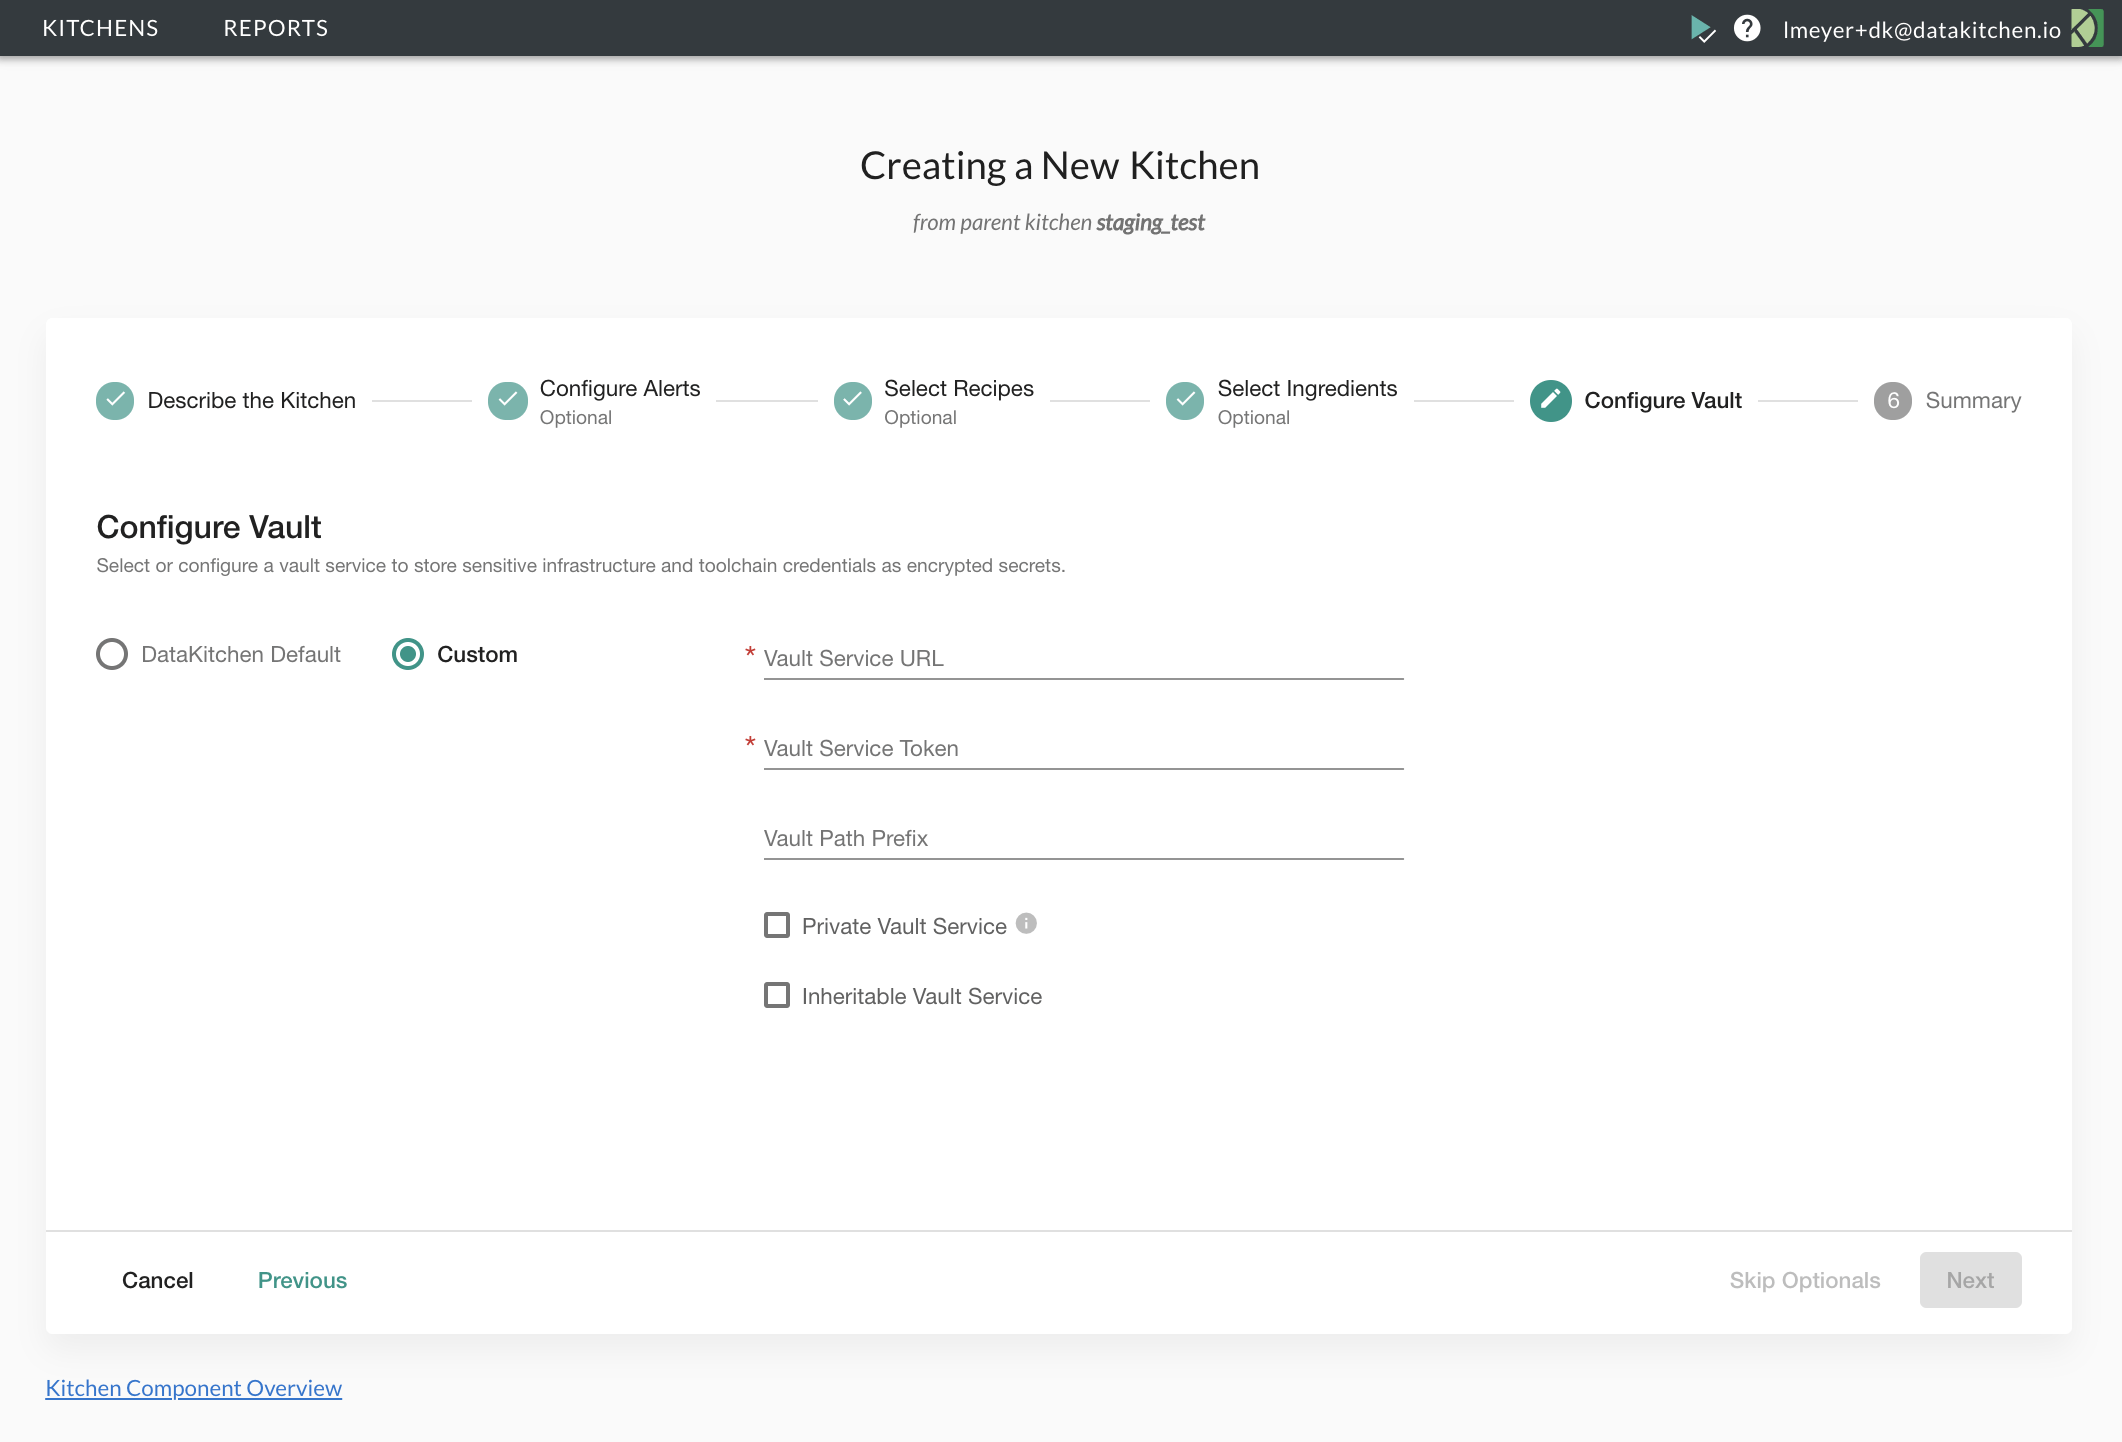 KITCHENS REPORTS lmeyer+dk@datakitchen.io
Creating a New Kitchen
from parent kitchen staging_test
Describe the Kitchen
Configure Alerts
Optional
Select Recipes
Optional
Select Ingredients
Optional
Configure Vault
6 Summary
Configure Vault
Select or configure a vault service to store sensitive infrastructure and toolchain credentials as encrypted secrets.
DataKitchen Default Custom
* Vault Service URL
* Vault Service Token
Vault Path Prefix
Private Vault Service
Inheritable Vault Service
Cancel Previous Skip Optionals Next
Kitchen Component Overview